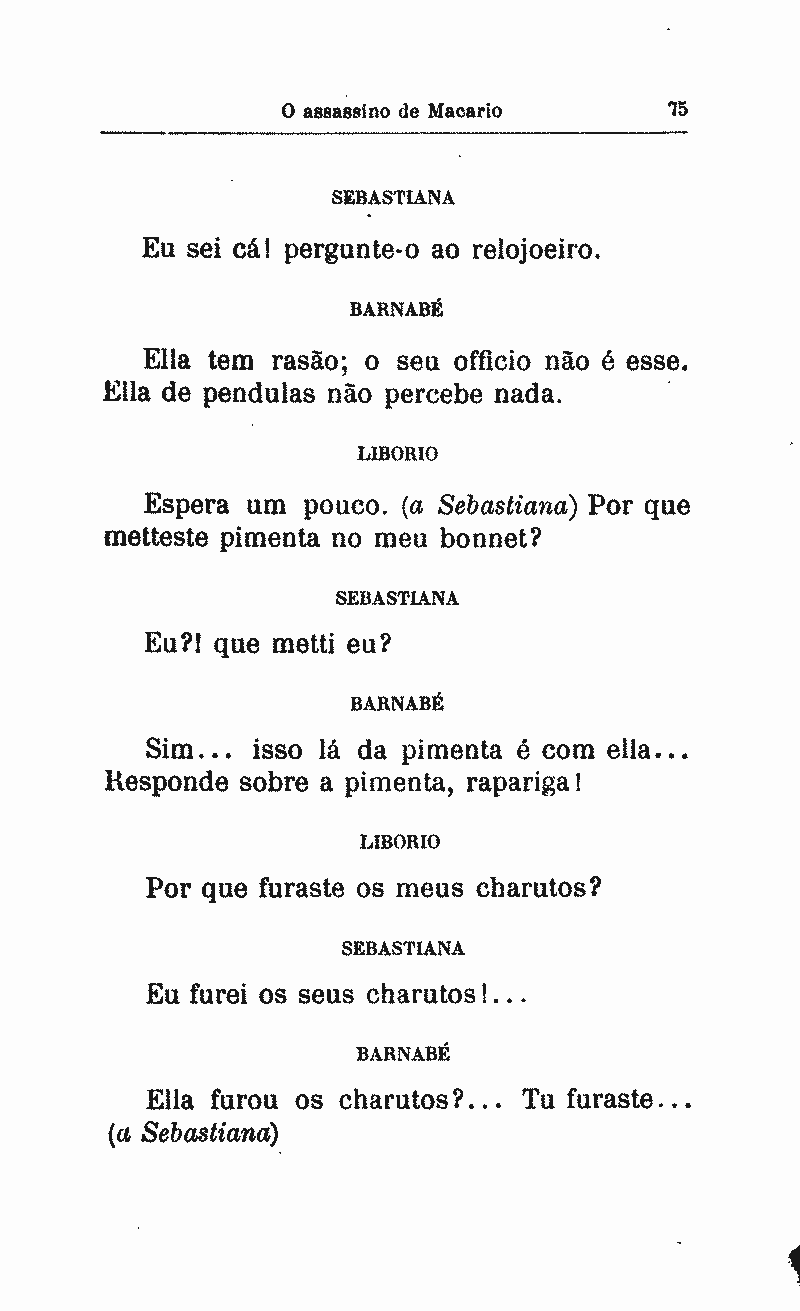 O assassino de Macario 75
SEBASTIANA
Eu sei cá! pergunte-o ao relojoeiro.
BARNABÉ
Ella tem rasão; o seu officio não é esse.
Ella de pendulas não percebe nada.
LIBORIO
Espera um pouco. (a Sebastiana) Por que
metteste pimenta no meu bonnet?
SEBASTIANA
Eu?! que metti eu?
BARNABÉ
Sim... isso lá da pimenta é com ella...
Responde sobre a pimenta, rapariga!
LIBORIO
Por que furaste os meus charutos?
SEBASTIANA
Eu furei os seus charutos!...
BARNABÉ
Ella furou os charutos?... Tu furaste...
(a Sebastiana)